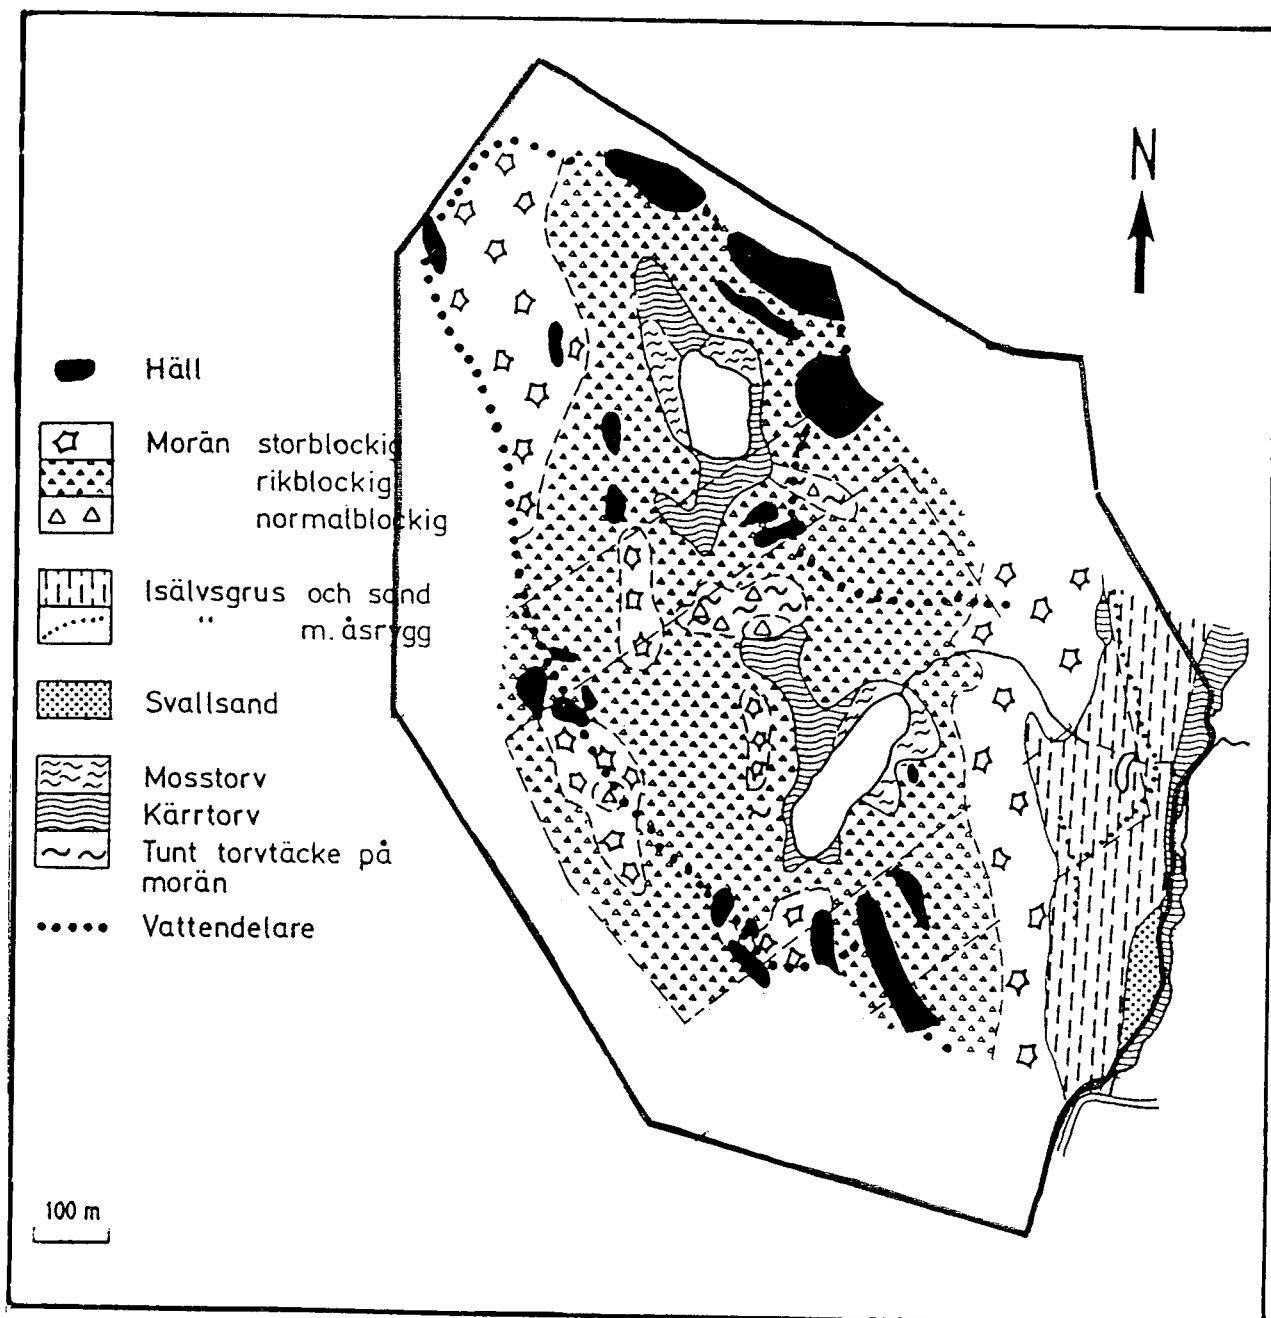 N
Häll
Morän storblockig
rikblockig
normalblockig
Isälvsgrus och sand
" m. åsrygg
Svallsand
Mosstorv
Kärrtorv
Tunt torvtäcke på
morän
Vattendelare
100 m